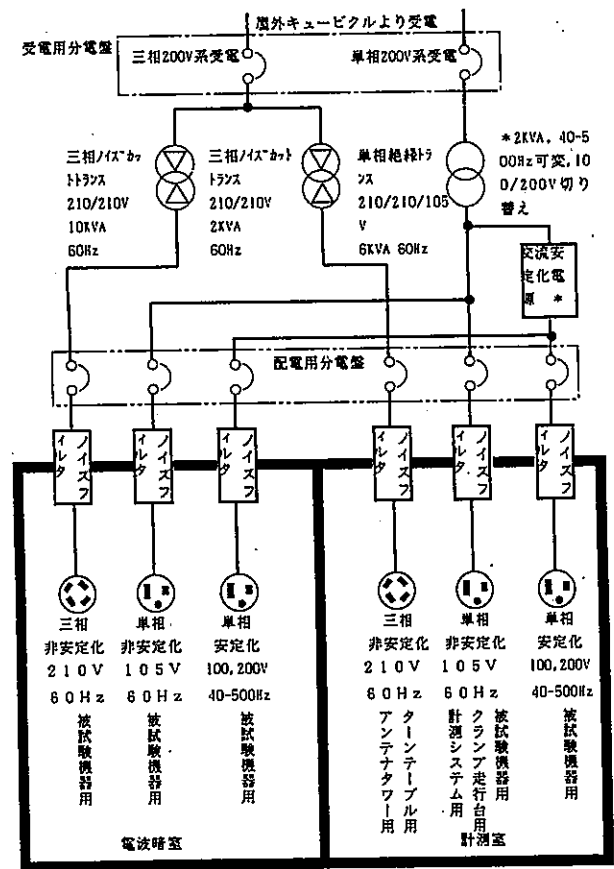 屋外キュービクルより受電
受電用分電盤
三相200V系受電
単相200V系受電
三相ノイズカッ
トトランス
210/210V
10KVA
60Hz
三相ノイズカット
トランス
210/210V
2KVA
60Hz
単相絶縁トラ
ンス
210/210/105
V
6KVA 60Hz
*2KVA, 40-5
00Hz可変,10
0/200V切り
替え
交流安
定化電
源 *
配電用分電盤
ノイズフ
ィルタ
ノイズフ
ィルタ
ノイズフ
ィルタ
ノイズフ
ィルタ
ノイズフ
ィルタ
ノイズフ
ィルタ
三相
非安定化
210V
60Hz
被試験機器用
単相
非安定化
105V
60Hz
被試験機器用
単相
安定化
100,200V
40-500Hz
被試験機器用
三相
非安定化
210V
60Hz
ターンテーブル用
アンテナタワー用
単相
非安定化
105V
60Hz
被試験機器用
クランプ走行台用
計測システム用
単相
安定化
100,200V
40-500Hz
被試験機器用
電波暗室
計測室